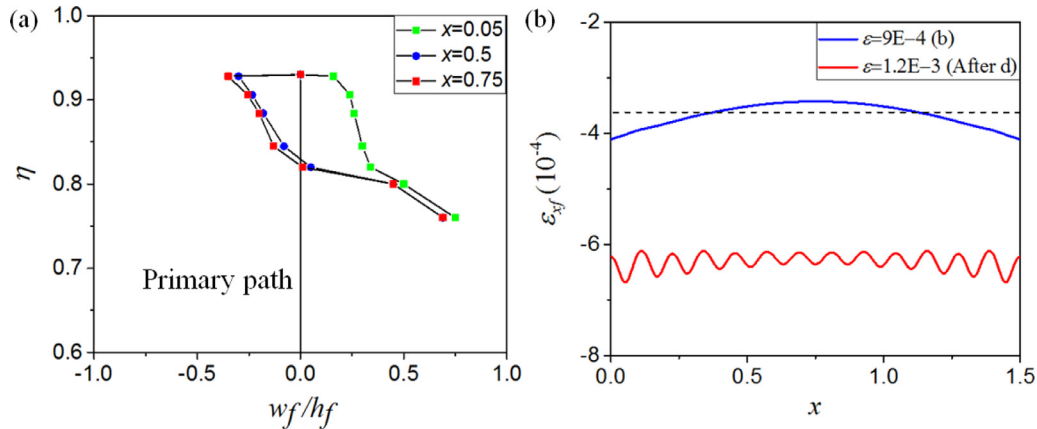 (a)
1.0
0.9
0.8
0.7
0.6
η
x=0.05
x=0.5
x=0.75
Primary path
-1.0 -0.5 0.0 0.5 1.0
wf/hf
(b)
-2
-4
-6
-8
εxf (10-4)
ε=9E−4 (b)
ε=1.2E−3 (After d)
0.0 0.5 1.0 1.5
x